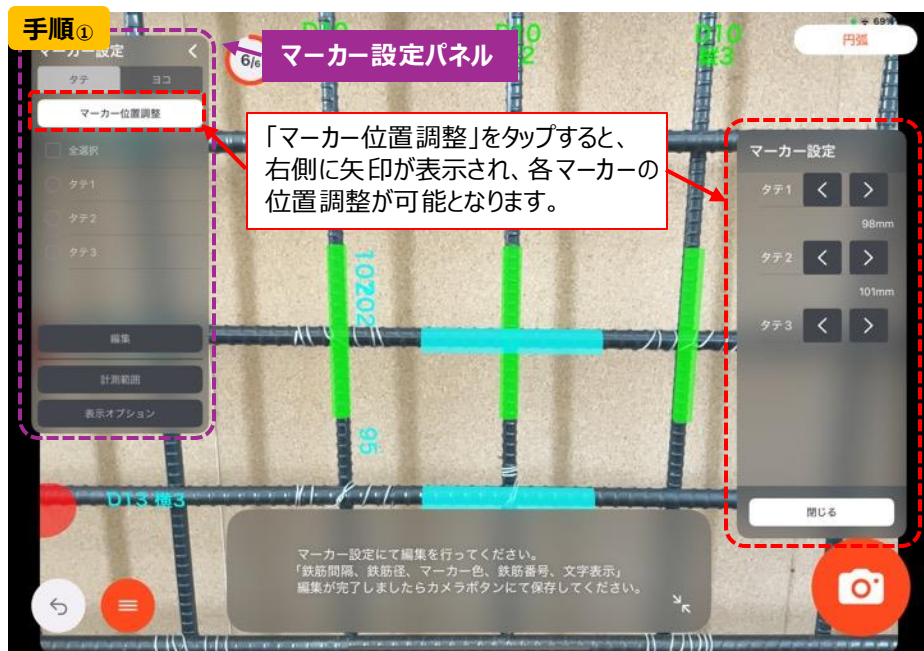 手順①
マーカー設定
タテ
ヨコ
マーカー位置調整
全選択
タテ1
タテ2
タテ3
編集
計測範囲
表示オプション
6/6
マーカー設定パネル
「マーカー位置調整」をタップすると、
右側に矢印が表示され、各マーカーの
位置調整が可能となります。
D10
横3
69%
円弧
マーカー設定
タテ1
98mm
タテ2
101mm
タテ3
閉じる
95
D13 横3
マーカー設定にて編集を行ってください。
「鉄筋間隔、鉄筋径、マーカー色、鉄筋番号、文字表示」
編集が完了しましたらカメラボタンにて保存してください。